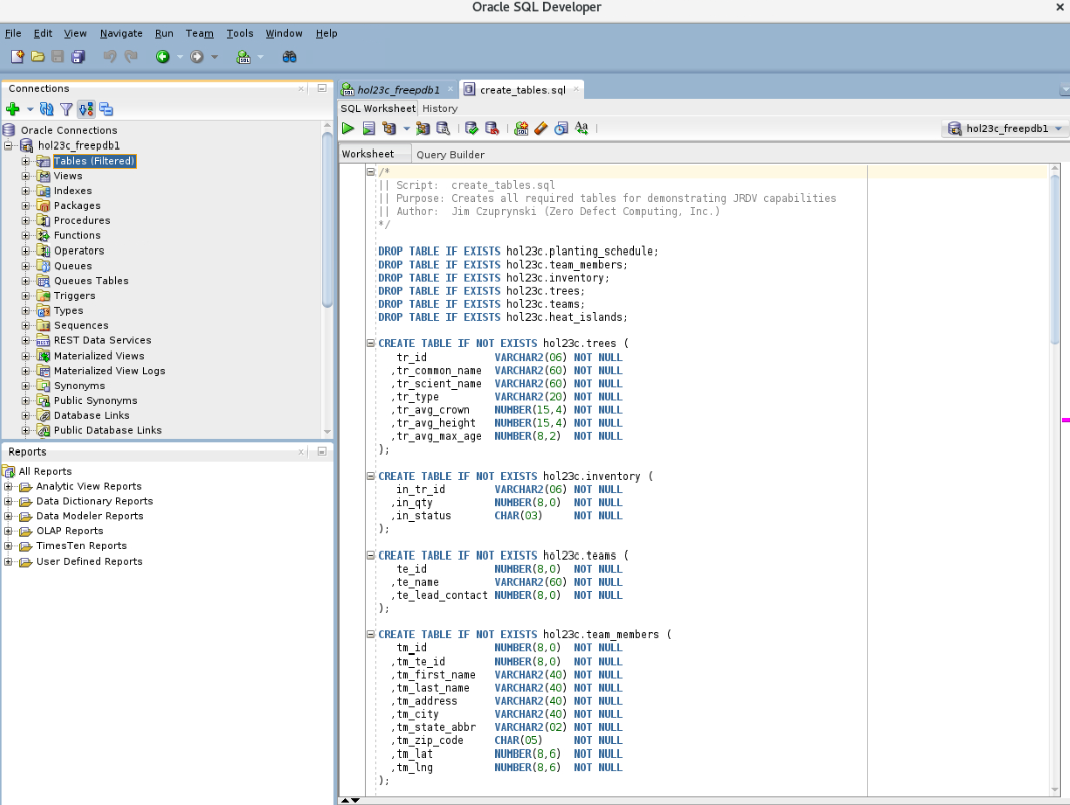 Oracle SQL Developer
File Edit View Navigate Run Team Tools Window Help
Connections
Oracle Connections
hol23c_freepdb1
Tables (Filtered)
Views
Indexes
Packages
Procedures
Functions
Operators
Queues
Queues Tables
Triggers
Types
Sequences
REST Data Services
Materialized Views
Materialized View Logs
Synonyms
Public Synonyms
Database Links
Public Database Links
Reports
All Reports
Analytic View Reports
Data Dictionary Reports
Data Modeler Reports
OLAP Reports
TimesTen Reports
User Defined Reports
hol23c_freepdb1 create_tables.sql
SQL Worksheet History
hol23c_freepdb1
Worksheet Query Builder
/*
|| Script:  create_tables.sql
|| Purpose: Creates all required tables for demonstrating JRDV capabilities
|| Author:  Jim Czuprynski (Zero Defect Computing, Inc.)
*/
DROP TABLE IF EXISTS hol23c.planting_schedule;
DROP TABLE IF EXISTS hol23c.team_members;
DROP TABLE IF EXISTS hol23c.inventory;
DROP TABLE IF EXISTS hol23c.trees;
DROP TABLE IF EXISTS hol23c.teams;
DROP TABLE IF EXISTS hol23c.heat_islands;
CREATE TABLE IF NOT EXISTS hol23c.trees (
tr_id VARCHAR2(06) NOT NULL
,tr_common_name VARCHAR2(60) NOT NULL
,tr_scient_name VARCHAR2(60) NOT NULL
,tr_type VARCHAR2(20) NOT NULL
,tr_avg_crown NUMBER(15,4) NOT NULL
,tr_avg_height NUMBER(15,4) NOT NULL
,tr_avg_max_age NUMBER(8,2) NOT NULL
);
CREATE TABLE IF NOT EXISTS hol23c.inventory (
in_tr_id VARCHAR2(06) NOT NULL
,in_qty NUMBER(8,0) NOT NULL
,in_status CHAR(03) NOT NULL
);
CREATE TABLE IF NOT EXISTS hol23c.teams (
te_id NUMBER(8,0) NOT NULL
,te_name VARCHAR2(60) NOT NULL
,te_lead_contact NUMBER(8,0) NOT NULL
);
CREATE TABLE IF NOT EXISTS hol23c.team_members (
tm_id NUMBER(8,0) NOT NULL
,tm_te_id NUMBER(8,0) NOT NULL
,tm_first_name VARCHAR2(40) NOT NULL
,tm_last_name VARCHAR2(40) NOT NULL
,tm_address VARCHAR2(40) NOT NULL
,tm_city VARCHAR2(40) NOT NULL
,tm_state_abbr VARCHAR2(02) NOT NULL
,tm_zip_code CHAR(05) NOT NULL
,tm_lat NUMBER(8,6) NOT NULL
,tm_lng NUMBER(8,6) NOT NULL
);